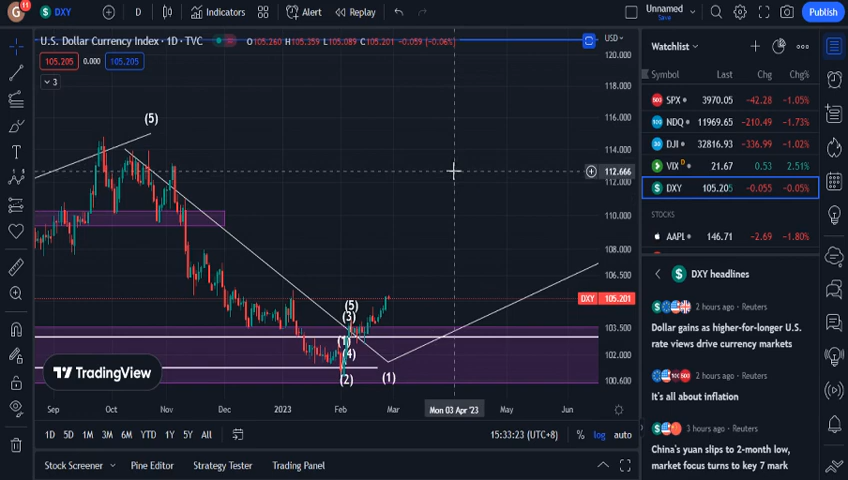 G 11 DXY D Indicators Alert Replay Unnamed Save Publish
U.S. Dollar Currency Index · 1D · TVC O105.260 H105.359 L105.089 C105.201 -0.059 (-0.06%) USD
105.205 0.000 105.205
3
120.000
118.000
116.000
(5)
114.000
112.666
112.000
110.000
108.000
106.500
DXY 105.201
(5)
(3)
103.500
(1)
(4)
102.000
(2)
(1)
100.600
TradingView
Sep Oct Nov Dec 2023 Feb Mar Mon 03 Apr '23 May Jun
1D 5D 1M 3M 6M YTD 1Y 5Y All 15:33:23 (UTC+8) % log auto
Stock Screener Pine Editor Strategy Tester Trading Panel
Watchlist
Symbol Last Chg Chg%
500 SPX 3970.05 -42.28 -1.05%
100 NDQ 11969.65 -210.49 -1.73%
30 DJI 32816.93 -336.99 -1.02%
VIX D 21.67 0.53 2.51%
$ DXY 105.205 -0.055 -0.05%
STOCKS
AAPL 146.71 -2.69 -1.80%
$ DXY headlines
2 hours ago · Reuters
Dollar gains as higher-for-longer U.S.
rate views drive currency markets
2 hours ago · Reuters
It's all about inflation
3 hours ago · Reuters
China's yuan slips to 2-month low,
market focus turns to key 7 mark